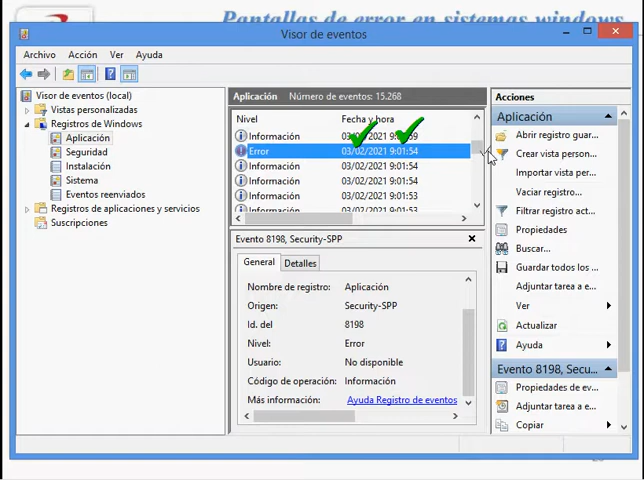 Pantallas de error en sistemas windows
Visor de eventos
Archivo Acción Ver Ayuda
Visor de eventos (local)
Vistas personalizadas
Registros de Windows
Aplicación
Seguridad
Instalación
Sistema
Eventos reenviados
Registros de aplicaciones y servicios
Suscripciones
Aplicación Número de eventos: 15.268
Nivel Fecha y hora
Información
Error 03/02/2021 9:01:54
Información 03/02/2021 9:01:54
Información 03/02/2021 9:01:54
Información 03/02/2021 9:01:53
Información 03/02/2021 9:01:53
Evento 8198, Security-SPP
General Detalles
Nombre de registro: Aplicación
Origen: Security-SPP
Id. del 8198
Nivel: Error
Usuario: No disponible
Código de operación: Información
Más información: Ayuda Registro de eventos
Acciones
Aplicación
Abrir registro guar...
Crear vista person...
Importar vista per...
Vaciar registro...
Filtrar registro act...
Propiedades
Buscar...
Guardar todos los ...
Adjuntar tarea a e...
Ver
Actualizar
Ayuda
Evento 8198, Secu...
Propiedades de ev...
Adjuntar tarea a e...
Copiar